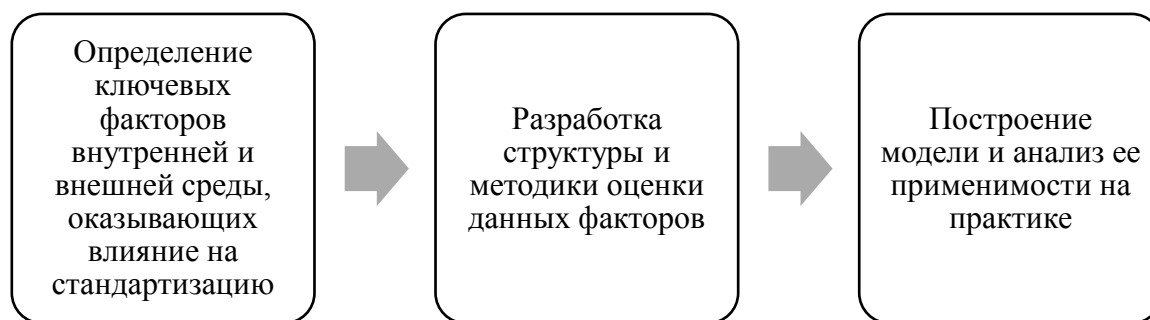 Определение
ключевых
факторов
внутренней и
внешней среды,
оказывающих
влияние на
стандартизацию
Разработка
структуры и
методики оценки
данных факторов
Построение
модели и анализ ее
применимости на
практике